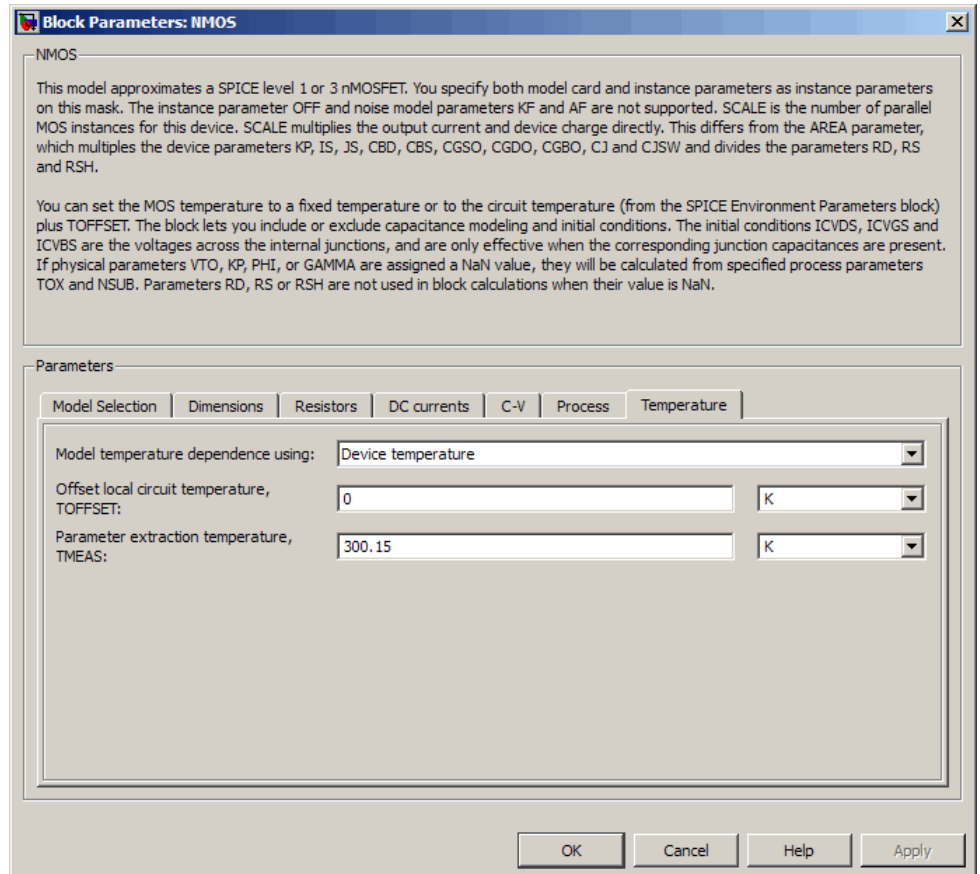 Block Parameters: NMOS
NMOS
This model approximates a SPICE level 1 or 3 nMOSFET. You specify both model card and instance parameters as instance parameters
on this mask. The instance parameter OFF and noise model parameters KF and AF are not supported. SCALE is the number of parallel
MOS instances for this device. SCALE multiplies the output current and device charge directly. This differs from the AREA parameter,
which multiples the device parameters KP, IS, JS, CBD, CBS, CGSO, CGDO, CGBO, CJ and CJSW and divides the parameters RD, RS
and RSH.
You can set the MOS temperature to a fixed temperature or to the circuit temperature (from the SPICE Environment Parameters block)
plus TOFFSET. The block lets you include or exclude capacitance modeling and initial conditions. The initial conditions ICVDS, ICVGS and
ICVBS are the voltages across the internal junctions, and are only effective when the corresponding junction capacitances are present.
If physical parameters VTO, KP, PHI, or GAMMA are assigned a NaN value, they will be calculated from specified process parameters
TOX and NSUB. Parameters RD, RS or RSH are not used in block calculations when their value is NaN.
Parameters
Model Selection Dimensions Resistors DC currents C-V Process Temperature
Model temperature dependence using: Device temperature
Offset local circuit temperature,
TOFFSET: 0 K
Parameter extraction temperature,
TMEAS: 300.15 K
OK Cancel Help Apply